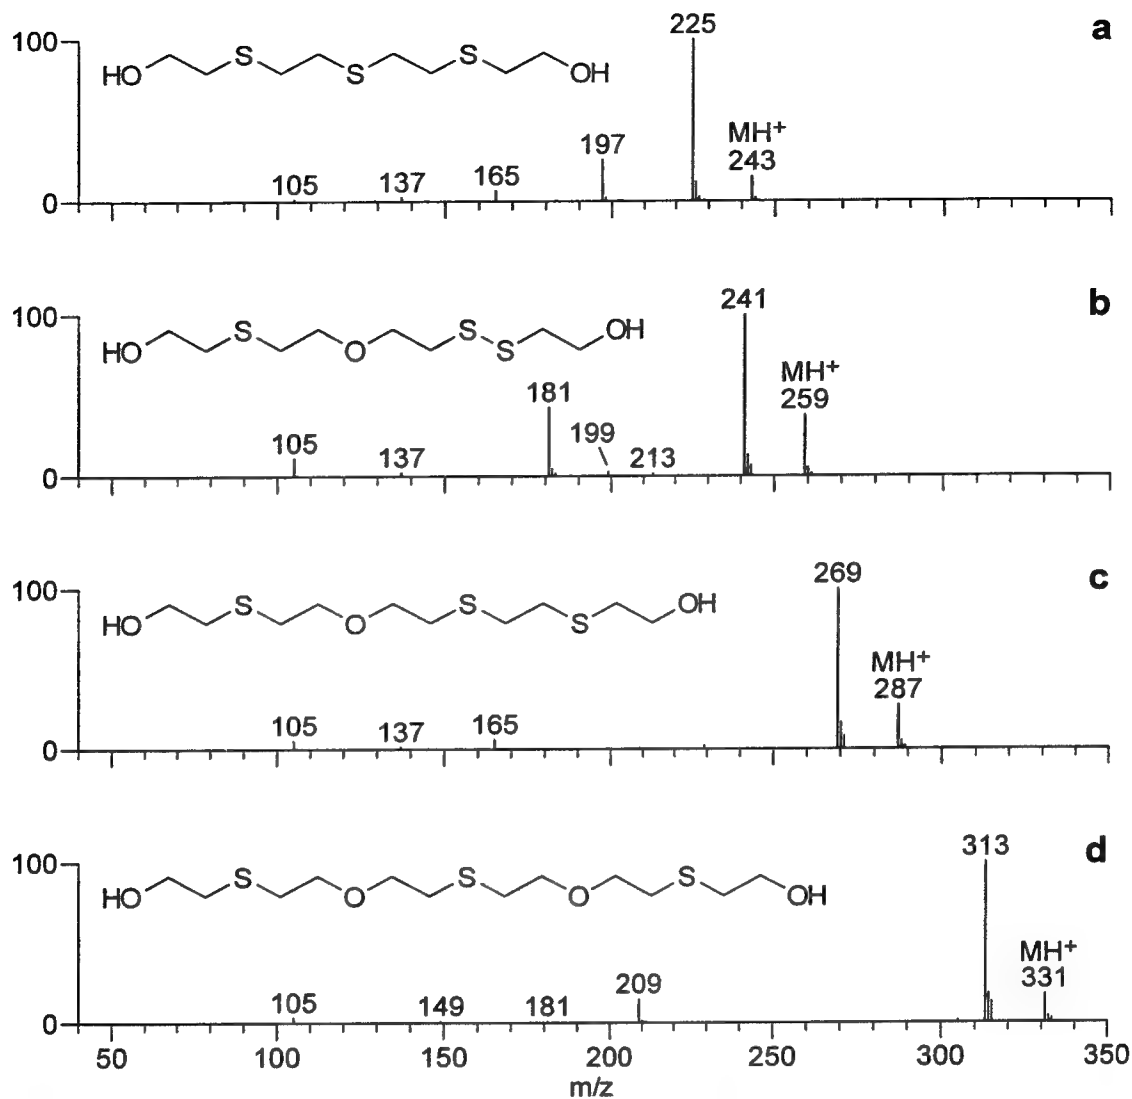 a
100
225
HO S S S OH
MH+
243
197
165
137
105
0
b
100
241
HO S O S S OH
MH+
259
181
199
213
105
137
0
c
100
269
HO S O S S OH
MH+
287
105
137
165
0
d
100
313
HO S O S O S OH
MH+
331
209
105
149
181
0
50 100 150 200 250 300 350
m/z